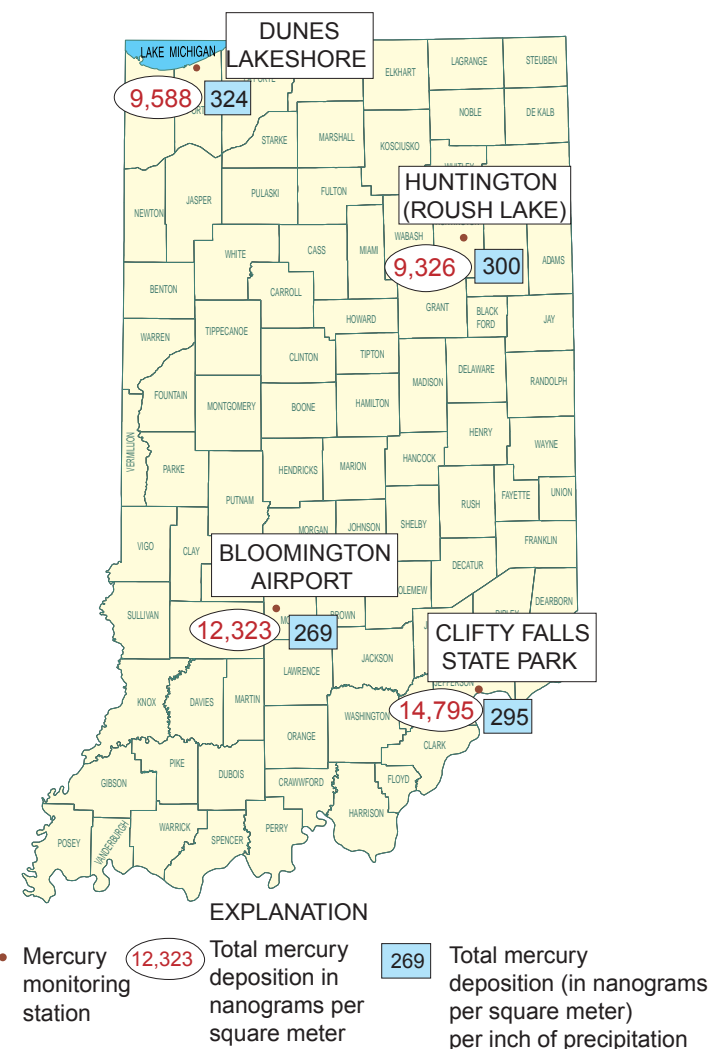 DUNES
LAKESHORE
LAKE MICHIGAN
9,588
324
ELKHART
LAGRANGE
STEUBEN
NOBLE
DE KALB
STARKE
MARSHALL
KOSCIUSKO
HUNTINGTON
(ROUSH LAKE)
NEWTON
JASPER
PULASKI
FULTON
WHITE
CASS
MIAMI
WABASH
9,326
300
ADAMS
BENTON
CARROLL
GRANT
BLACK
FORD
JAY
HOWARD
WARREN
TIPPECANOE
CLINTON
TIPTON
MADISON
DELAWARE
RANDOLPH
FOUNTAIN
MONTGOMERY
BOONE
HAMILTON
HENRY
WAYNE
VERMILLION
PARKE
HENDRICKS
MARION
HANCOCK
PUTNAM
RUSH
FAYETTE
UNION
MORGAN
JOHNSON
SHELBY
FRANKLIN
VIGO
CLAY
BLOOMINGTON
AIRPORT
DECATUR
OLEMEW
DEARBORN
SULLIVAN
12,323
MO
269
BROWN
RIPLEY
CLIFTY FALLS
STATE PARK
LAWRENCE
JACKSON
JEFFERSON
KNOX
DAVIES
MARTIN
WASHINGTON
14,795
295
ORANGE
CLARK
PIKE
DUBOIS
GIBSON
CRAWWFORD
FLOYD
HARRISON
POSEY
VANDERBURGH
WARRICK
SPENCER
PERRY
EXPLANATION
Mercury
monitoring
station
12,323
Total mercury
deposition in
nanograms per
square meter
269
Total mercury
deposition (in nanograms
per square meter)
per inch of precipitation